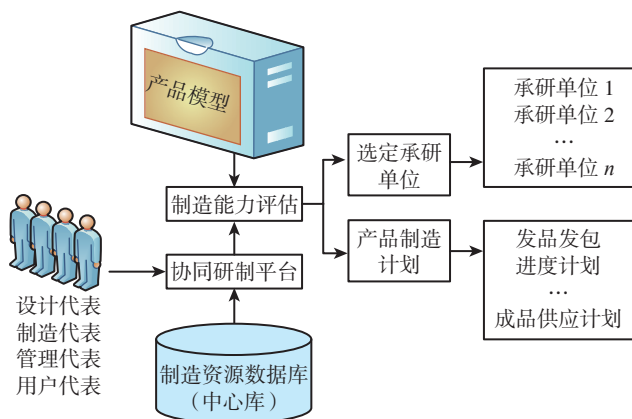 产品模型
承研单位 1
承研单位 2
…
承研单位 n
选定承研
单位
制造能力评估
产品制造
计划
发品发包
进度计划
…
成品供应计划
协同研制平台
设计代表
制造代表
管理代表
用户代表
制造资源数据库
（中心库）